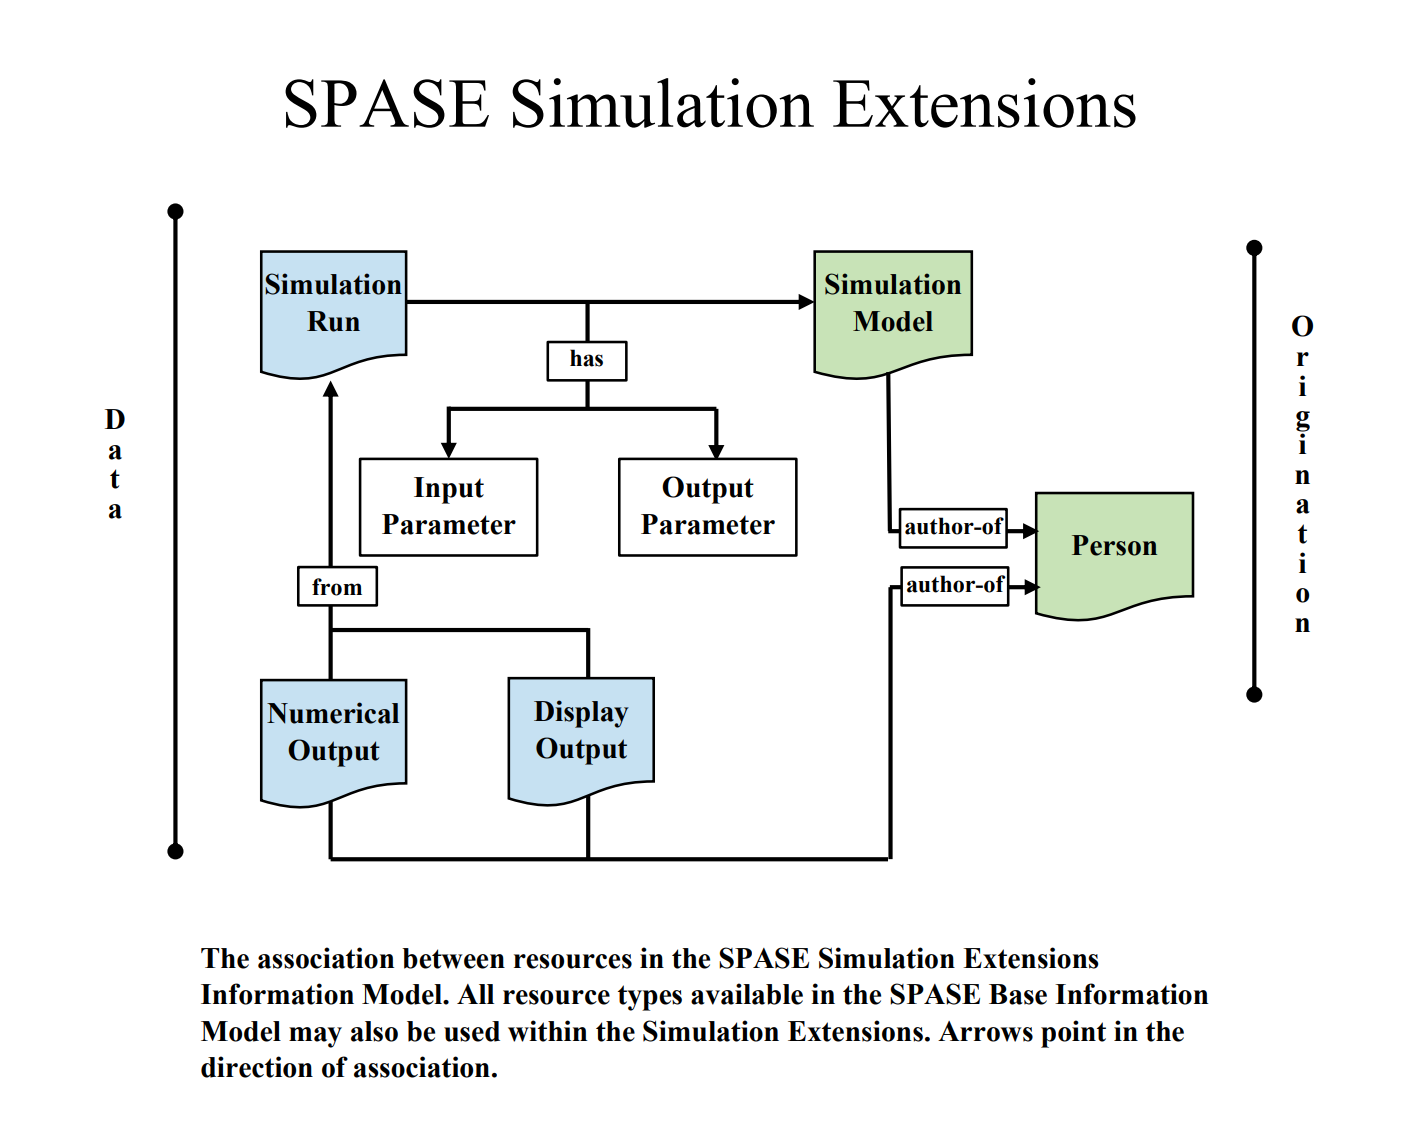 SPASE Simulation Extensions
Data
Simulation
Run
has
Simulation
Model
Origination
Input
Parameter
Output
Parameter
author-of
Person
from
author-of
Numerical
Output
Display
Output
The association between resources in the SPASE Simulation Extensions
Information Model. All resource types available in the SPASE Base Information
Model may also be used within the Simulation Extensions. Arrows point in the
direction of association.